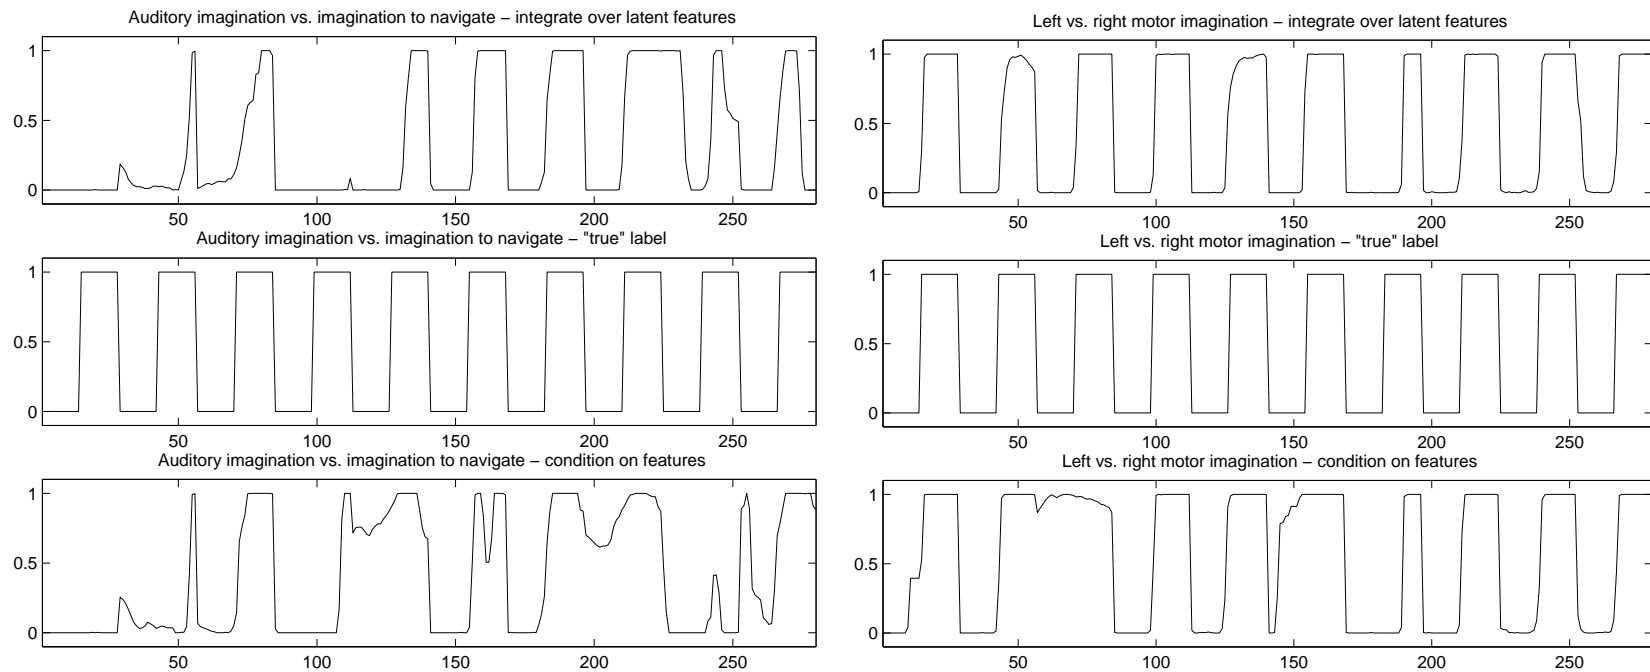 Auditory imagination vs. imagination to navigate – integrate over latent features
1
0.5
0
50 100 150 200 250
Auditory imagination vs. imagination to navigate – "true" label
1
0.5
0
50 100 150 200 250
Auditory imagination vs. imagination to navigate – condition on features
1
0.5
0
50 100 150 200 250
Left vs. right motor imagination – integrate over latent features
1
0.5
0
50 100 150 200 250
Left vs. right motor imagination – "true" label
1
0.5
0
50 100 150 200 250
Left vs. right motor imagination – condition on features
1
0.5
0
50 100 150 200 250